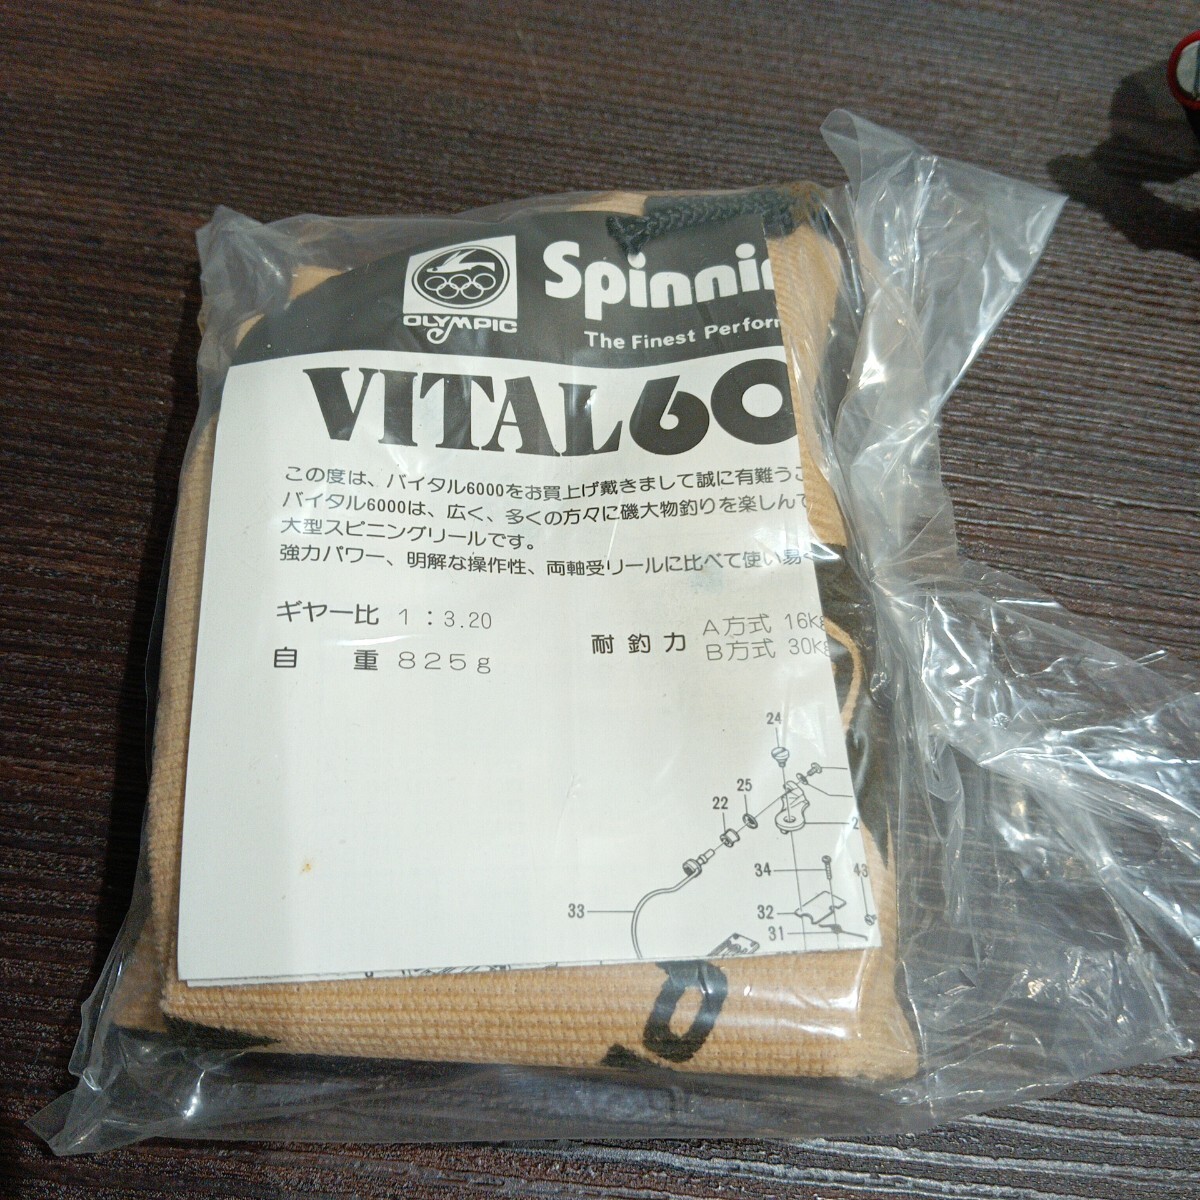 OLYMPIC
Spinnin
The Finest Perform
VITAL60
この度は、バイタル6000をお買上げ戴きまして誠に有難うご
バイタル6000は、広く、多くの方々に磯大物釣りを楽しんで
大型スピニングリールです。
強力パワー、明解な操作性、両軸受リールに比べて使い易く
ギヤー比 1：3.20
自　重 825g
耐釣力 A方式 16Kg
B方式 30Kg
24
25
22
2
34
43
33
32
31